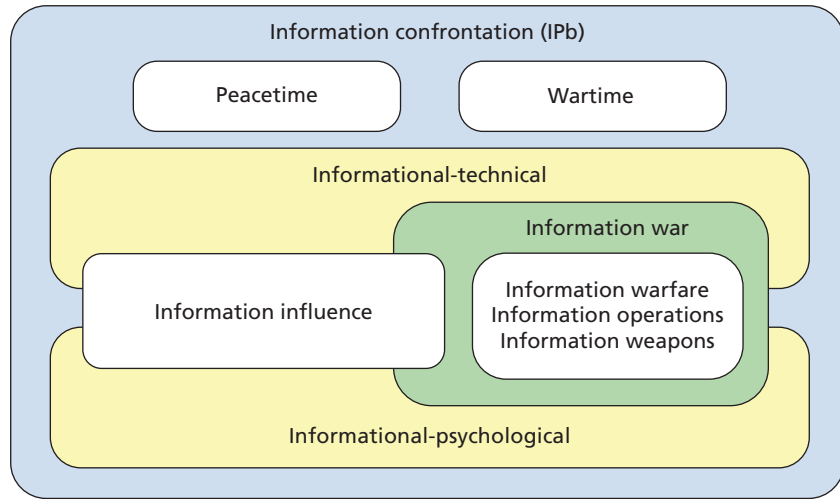 Information confrontation (IPb)
Peacetime
Wartime
Informational-technical
Information war
Information influence
Information warfare
Information operations
Information weapons
Informational-psychological